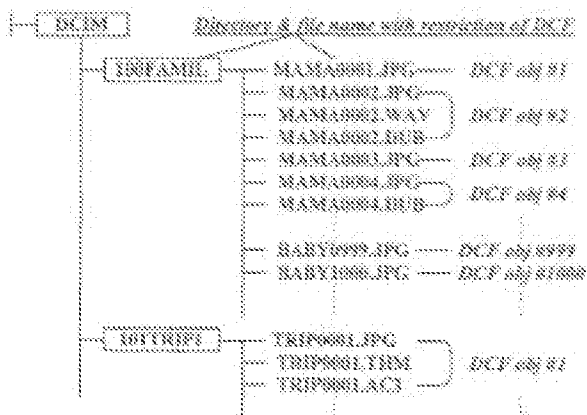 DCIM
Directory & file name with restriction of DCF
100FAMIL
MAMA0001.JPG DCF obj #1
MAMA0002.JPG
MAMA0002.WAV DCF obj #2
MAMA0002.DUB
MAMA0003.JPG DCF obj #3
MAMA0004.JPG
MAMA0004.DUB DCF obj #4
BABY0999.JPG DCF obj #999
BABY1000.JPG DCF obj #1000
101TRIP1
TRIP0001.JPG
TRIP0001.THM DCF obj #1
TRIP0001.AC3